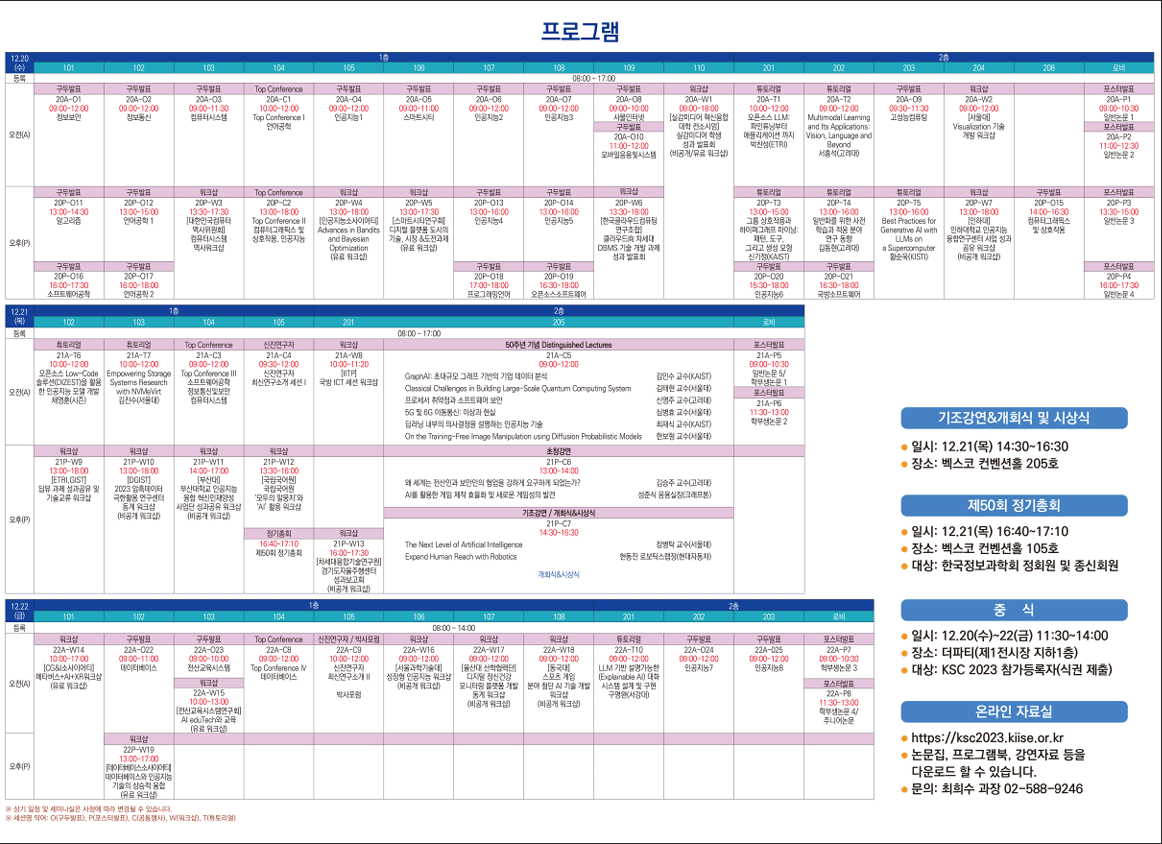 프로그램
12.20
(수)
1층
2층
101 102 103 104 105 106 107 108 109 110 201 202 203 204 208 로비
등록
08:00 - 17:00
오전(A)
구두발표
20A-O1
09:00-12:00
정보보안
구두발표
20A-O2
09:00-12:00
정보통신
구두발표
20A-O3
09:00-11:30
컴퓨터시스템
Top Conference
20A-C1
10:00-12:00
Top Conference I
언어공학
구두발표
20A-O4
09:00-12:00
인공지능1
구두발표
20A-O5
09:00-11:00
스마트시티
구두발표
20A-O6
09:00-12:00
인공지능2
구두발표
20A-O7
09:00-12:00
인공지능3
구두발표
20A-O8
09:00-10:00
사물인터넷
구두발표
20A-O10
11:00-12:00
모바일응용및시스템
워크샵
20A-W1
09:00-18:00
[실감미디어 혁신융합
대학 컨소시엄]
실감미디어 학생
성과 발표회
(비공개/유료 워크샵)
튜토리얼
20A-T1
10:00-12:00
오픈소스 LLM:
파인튜닝부터
애플리케이션 까지
박찬성(ETRI)
튜토리얼
20A-T2
09:00-12:00
Multimodal Learning
and Its Applications:
Vision, Language and
Beyond
서홍석(고려대)
구두발표
20A-O9
09:30-11:30
고성능컴퓨팅
워크샵
20A-W2
09:00-12:00
[서울대]
Visualization 기술
개발 워크샵
포스터발표
20A-P1
09:00-10:30
일반논문 1
포스터발표
20A-P2
11:00-12:30
일반논문 2
오후(P)
구두발표
20P-O11
13:00-14:30
알고리즘
구두발표
20P-O16
16:00-17:30
소프트웨어공학
구두발표
20P-O12
13:00-15:00
언어공학 1
구두발표
20P-O17
16:00-18:00
언어공학 2
워크샵
20P-W3
13:30-17:30
[대한민국컴퓨터
역사위원회]
컴퓨터시스템
역사워크샵
Top Conference
20P-C2
13:00-18:00
Top Conference II
컴퓨터그래픽스 및
상호작용, 인공지능
워크샵
20P-W4
13:00-18:00
[인공지능소사이어티]
Advances in Bandits
and Bayesian
Optimization
(유료 워크샵)
워크샵
20P-W5
13:00-17:30
[스마트시티연구회]
디지털 플랫폼 도시의
기술, 시장 &도전과제
(유료 워크샵)
구두발표
20P-O13
13:00-16:00
인공지능4
구두발표
20P-O18
17:00-18:00
프로그래밍언어
구두발표
20P-O14
13:00-16:00
인공지능5
구두발표
20P-O19
16:30-18:00
오픈소스소프트웨어
워크샵
20P-W6
13:30-18:00
[한국클라우드컴퓨팅
연구조합]
클라우드의 차세대
DBMS 기술 개발 과제
성과 발표회
튜토리얼
20P-T3
13:00-15:00
그룹 상호작용과
하이퍼그래프 마이닝:
패턴, 도구,
그리고 생성 모형
신기정(KAIST)
구두발표
20P-O20
15:30-18:00
인공지능6
튜토리얼
20P-T4
13:00-16:00
일반화를 위한 사전
학습과 적응 분야
연구 동향
김동현(고려대)
구두발표
20P-O21
16:30-18:00
국방소프트웨어
튜토리얼
20P-T5
13:00-16:00
Best Practices for
Generative AI with
LLMs on
a Supercomputer
황순욱(KISTI)
워크샵
20P-W7
13:00-18:00
[인하대]
인하대학교 인공지능
융합연구센터 사업 성과
공유 워크샵
(비공개 워크샵)
구두발표
20P-O15
14:00-16:30
컴퓨터그래픽스
및 상호작용
포스터발표
20P-P3
13:30-15:00
일반논문 3
포스터발표
20P-P4
16:00-17:30
일반논문 4
12.21
(목)
1층
2층
102 103 104 105 201 205 로비
등록
08:00 - 17:00
오전(A)
튜토리얼
21A-T6
10:00-12:00
오픈소스 Low-Code
솔루션(DIZEST)를 활용
한 인공지능 모델 개발
채영훈(시즌)
튜토리얼
21A-T7
10:00-12:00
Empowering Storage
Systems Research
with NVMeVirt
김진수(서울대)
Top Conference
21A-C3
09:00-12:00
Top Conference III
소프트웨어공학
정보통신및보안
컴퓨터시스템
신진연구자
21A-C4
09:30-12:00
신진연구자
최신연구소개 세션 I
워크샵
21A-W8
10:00-11:20
[IITP]
국방 ICT 세션 워크샵
50주년 기념 Distinguished Lectures
21A-C5
09:00-12:00
GraphAI: 초대규모 그래프 기반의 기업 데이터 분석 김민수 교수(KAIST)
Classical Challenges in Building Large-Scale Quantum Computing System 김태현 교수(서울대)
프로세서 취약점과 소프트웨어 보안 신영주 교수(고려대)
5G 및 6G 이동통신: 이상과 현실 심병효 교수(서울대)
딥러닝 내부의 의사결정을 설명하는 인공지능 기술 최재식 교수(KAIST)
On the Training-Free Image Manipulation using Diffusion Probabilistic Models 한보형 교수(서울대)
포스터발표
21A-P5
09:00-10:30
일반논문 5/
학부생논문 1
포스터발표
21A-P6
11:30-13:00
학부생논문 2
오후(P)
워크샵
21P-W9
13:00-18:00
[ETRI,GIST]
딥뷰 과제 성과공유 및
기술교류 워크샵
워크샵
21P-W10
13:00-18:00
[DGIST]
2023 암흑데이터
극한활용 연구센터
동계 워크샵
(비공개 워크샵)
워크샵
21P-W11
14:00-17:00
[부산대]
부산대학교 인공지능
융합 혁신인재양성
사업단 성과공유 워크샵
(비공개 워크샵)
워크샵
21P-W12
13:30-16:00
[국립국어원]
국립국어원
'모두의 말뭉치'와
'AI' 활용 워크샵
정기총회
16:40-17:10
제50회 정기총회
워크샵
21P-W13
16:00-17:30
[차세대융합기술연구원]
경기도자율주행센터
성과보고회
(비공개 워크샵)
초청강연
21P-C6
13:00-14:00
왜 세계는 전산인과 보안인의 협업을 강하게 요구하게 되었는가? 김승주 교수(고려대)
AI를 활용한 게임 제작 효율화 및 새로운 게임성의 발견 성준식 응용실장(크래프톤)
기조강연 / 개회식&시상식
21P-C7
14:30-16:30
The Next Level of Artificial Intelligence 장병탁 교수(서울대)
Expand Human Reach with Robotics 현동진 로보틱스랩장(현대자동차)
개회식&시상식
12.22
(금)
1층
2층
101 102 103 104 105 106 107 108 201 202 203 로비
등록
08:00 - 14:00
오전(A)
워크샵
22A-W14
10:00-17:00
[CG&I소사이어티]
메타버스+AI+XR워크샵
(유료 워크샵)
구두발표
22A-O22
09:00-11:00
데이터베이스
구두발표
22A-O23
09:00-10:00
전산교육시스템
워크샵
22A-W15
10:00-13:00
[전산교육시스템연구회]
AI eduTech와 교육
(유료 워크샵)
Top Conference
22A-C8
09:00-12:00
Top Conference IV
데이터베이스
신진연구자 / 박사포럼
22A-C9
10:00-12:00
신진연구자
최신연구소개 II
박사포럼
워크샵
22A-W16
09:00-12:00
[서울과학기술대]
성장형 인공지능 워크샵
(비공개 워크샵)
워크샵
22A-W17
09:00-12:00
[울산대 산학협력단]
디지털 정신건강
모니터링 플랫폼 개발
동계 워크샵
(비공개 워크샵)
워크샵
22A-W18
09:00-12:00
[동국대]
스포츠 게임
분야 첨단 AI 기술 개발
워크샵
(비공개 워크샵)
튜토리얼
22A-T10
09:00-11:00
LLM 기반 설명가능한
(Explainable AI) 대화
시스템 설계 및 구현
구명완(서강대)
구두발표
22A-O24
09:00-12:00
인공지능7
구두발표
22A-O25
09:00-12:00
인공지능8
포스터발표
22A-P7
09:00-10:30
학부생논문 3
포스터발표
22A-P8
11:30-13:00
학부생논문 4/
주니어논문
오후(P)
워크샵
22P-W19
13:00-17:00
[데이터베이스소사이어티]
데이터베이스와 인공지능
기술의 상승적 융합
(유료 워크샵)
※ 상기 일정 및 세미나실은 사정에 따라 변경될 수 있습니다.
※ 세션명 약어: O(구두발표), P(포스터발표), C(공통행사), W(워크샵), T(튜토리얼)
기조강연&개회식 및 시상식
● 일시: 12.21(목) 14:30~16:30
● 장소: 벡스코 컨벤션홀 205호
제50회 정기총회
● 일시: 12.21(목) 16:40~17:10
● 장소: 벡스코 컨벤션홀 105호
● 대상: 한국정보과학회 정회원 및 종신회원
중 식
● 일시: 12.20(수)~22(금) 11:30~14:00
● 장소: 더파티(제1전시장 지하1층)
● 대상: KSC 2023 참가등록자(식권 제출)
온라인 자료실
● https://ksc2023.kiise.or.kr
● 논문집, 프로그램북, 강연자료 등을
다운로드 할 수 있습니다.
● 문의: 최희수 과장 02-588-9246